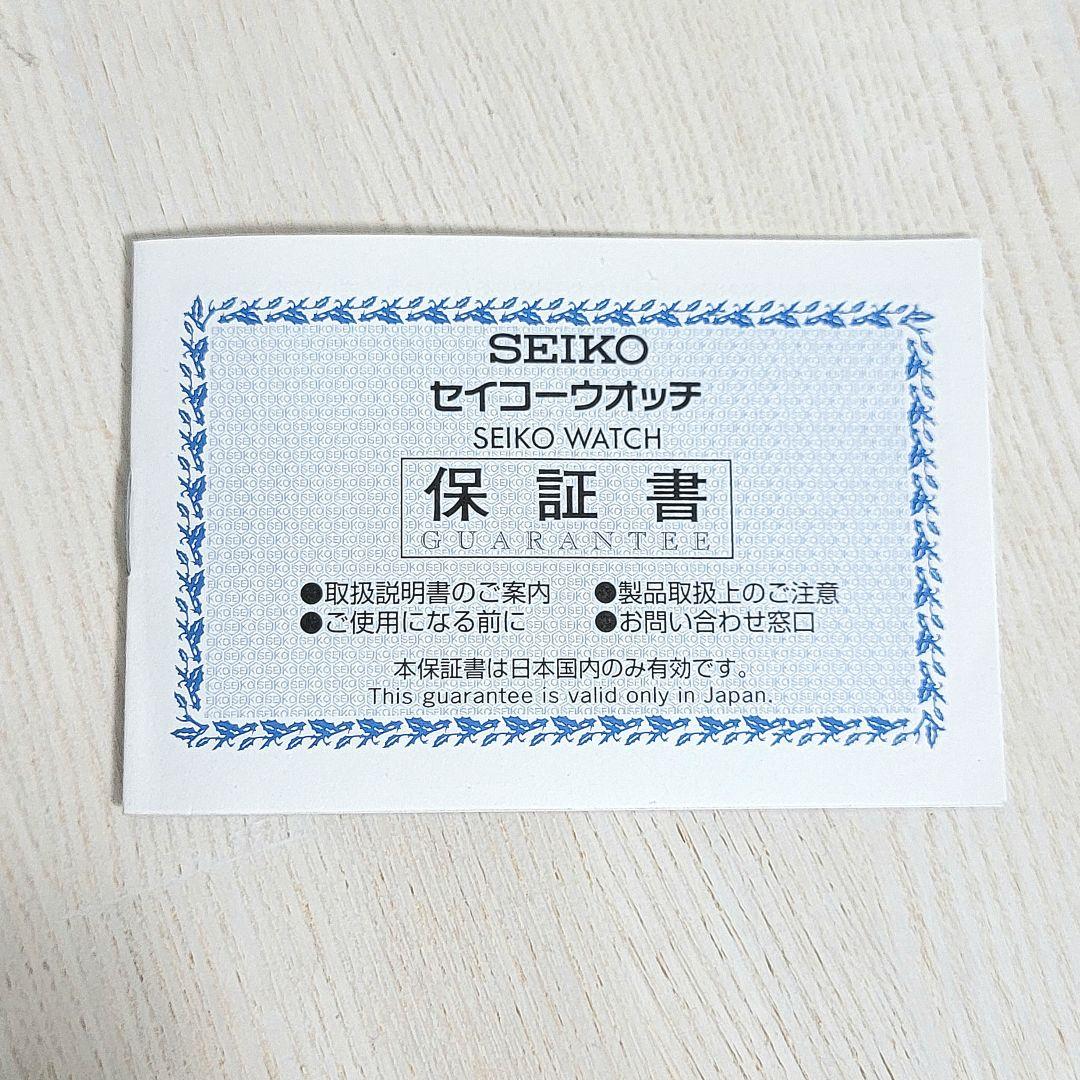 SEIKO
セイコーウオッチ
SEIKO WATCH
保証書
GUARANTEE
●取扱説明書のご案内 ●製品取扱上のご注意
●ご使用になる前に ●お問い合わせ窓口
本保証書は日本国内のみ有効です。
This guarantee is valid only in Japan.